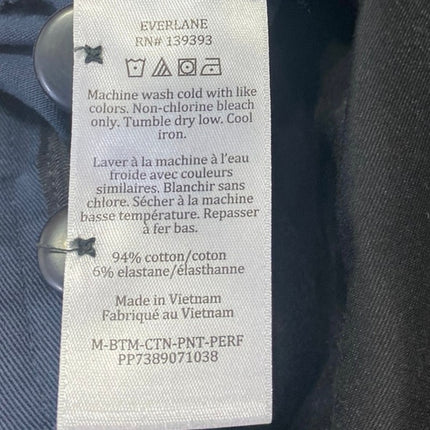 EVERLANE
RN# 139393
Machine wash cold with like
colors. Non-chlorine bleach
only. Tumble dry low. Cool
iron.
Laver à la machine à l'eau
froide avec couleurs
similaires. Blanchir sans
chlore. Sécher à la machine
basse température. Repasser
à fer bas.
94% cotton/coton
6% elastane/élasthanne
Made in Vietnam
Fabriqué au Vietnam
M-BTM-CTN-PNT-PERF
PP7389071038